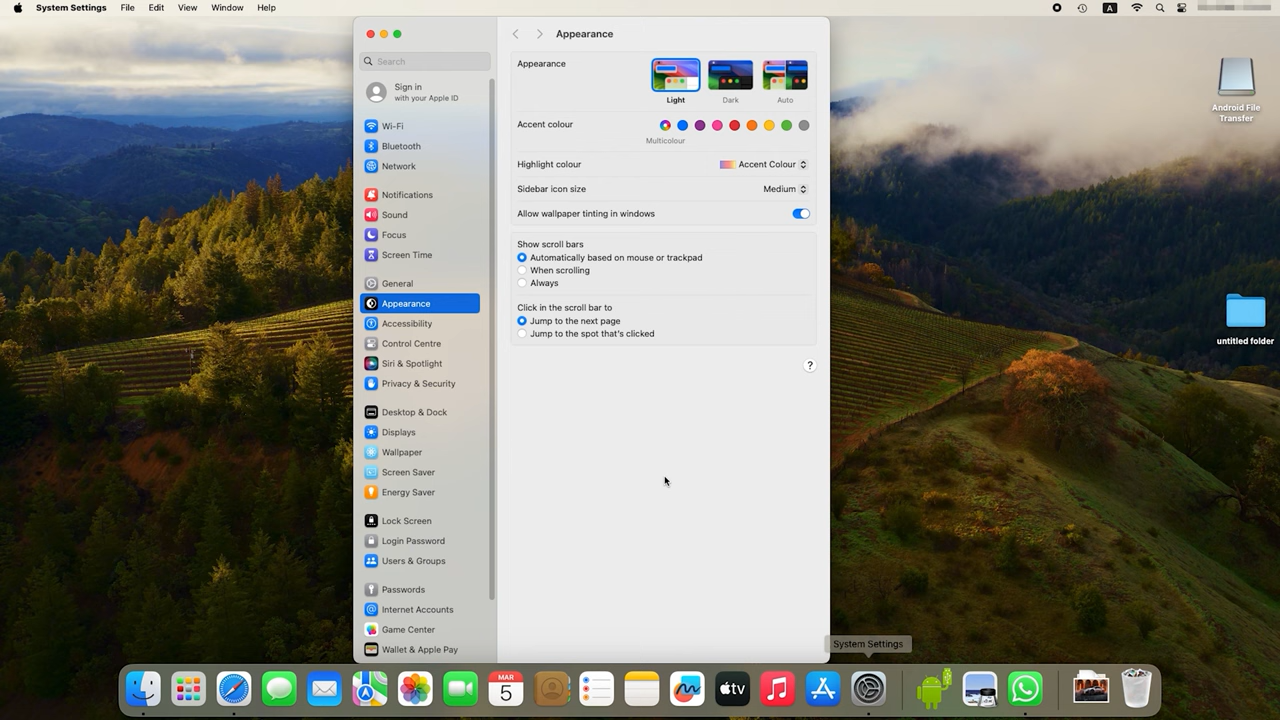 System Settings File Edit View Window Help
A
Appearance
Search
Sign in
with your Apple ID
Wi-Fi
Bluetooth
Network
Notifications
Sound
Focus
Screen Time
General
Appearance
Accessibility
Control Centre
Siri & Spotlight
Privacy & Security
Desktop & Dock
Displays
Wallpaper
Screen Saver
Energy Saver
Lock Screen
Login Password
Users & Groups
Passwords
Internet Accounts
Game Center
Wallet & Apple Pay
Appearance
Light Dark Auto
Accent colour
Multicolour
Highlight colour Accent Colour
Sidebar icon size Medium
Allow wallpaper tinting in windows
Show scroll bars
Automatically based on mouse or trackpad
When scrolling
Always
Click in the scroll bar to
Jump to the next page
Jump to the spot that's clicked
?
Android File
Transfer
untitled folder
System Settings
MAR
5
tv